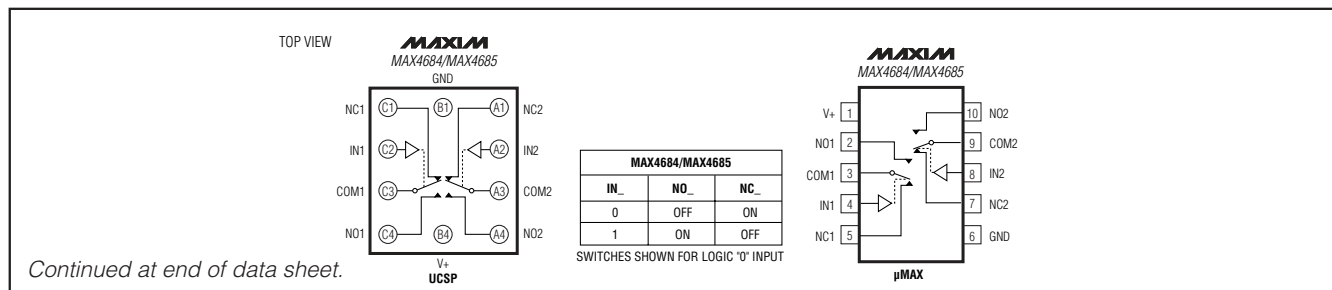 TOP VIEW
MAXIM
MAX4684/MAX4685
GND
NC1 C1 B1 A1 NC2
IN1 C2 A2 IN2
COM1 C3 A3 COM2
NO1 C4 B4 A4 NO2
V+
UCSP
MAX4684/MAX4685
IN_ NO_ NC_
0 OFF ON
1 ON OFF
SWITCHES SHOWN FOR LOGIC "0" INPUT
MAXIM
MAX4684/MAX4685
V+ 1 10 NO2
NO1 2 9 COM2
COM1 3 8 IN2
IN1 4 7 NC2
NC1 5 6 GND
µMAX
Continued at end of data sheet.